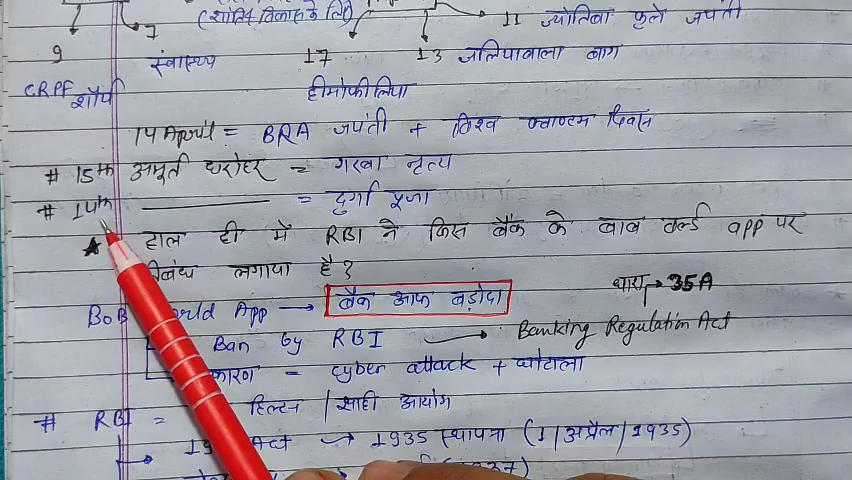 7 (शांति विकास के लिए) 11 ज्योतिबा फुले जयंती
9 स्वास्थ्य 17 13 जलियावाला बाग
CRPF शौर्य हीमोफीलिया
14 April = BRA जयंती + विश्व क्वाण्टम दिवस
# 15th अमूर्त धरोहर = गरबा नृत्य
# 14th ———— = दुर्गा पूजा
★ हाल ही में RBI ने किस बैंक के बाब वर्ल्ड app पर
लगाया है? धारा → 35A
BoB World App → बैंक आफ बड़ोदा
Ban by RBI → Banking Regulation Act
कारण = cyber attack + घोटाला
# RBI = हिल्टन / शाही आयोग
Act → 1935 स्थापना (1/अप्रैल/1935)